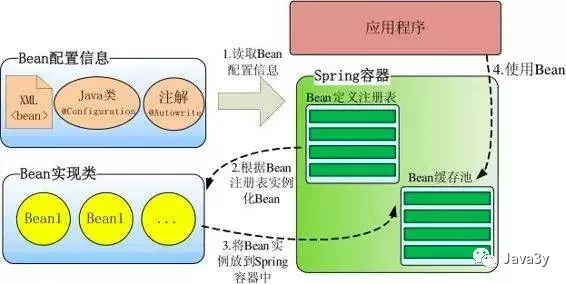 应用程序
Bean配置信息
XML
<bean>
Java类
@Configuration
注解
@Autowrite
1.读取Bean
配置信息
Spring容器
4.使用Bean
Bean定义注册表
Bean实现类
2.根据Bean
注册表实例
化Bean
Bean缓存池
Bean1
Bean1
...
3.将Bean实
例放到Spring
容器中
Java3y